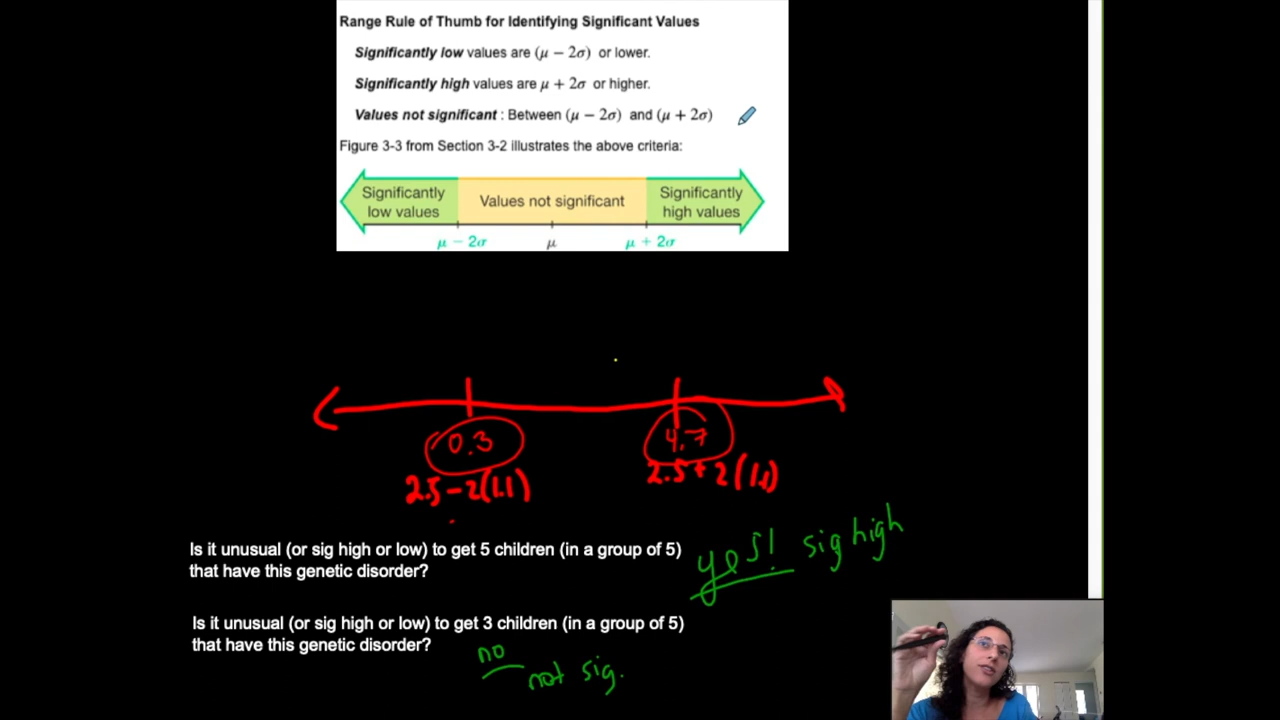 Range Rule of Thumb for Identifying Significant Values
Significantly low values are (μ − 2σ) or lower.
Significantly high values are μ + 2σ or higher.
Values not significant : Between (μ − 2σ) and (μ + 2σ)
Figure 3-3 from Section 3-2 illustrates the above criteria:
Significantly low values
Values not significant
Significantly high values
μ − 2σ
μ
μ + 2σ
0.3
4.7
2.5 − 2(1.1)
2.5 + 2(1.1)
Is it unusual (or sig high or low) to get 5 children (in a group of 5)
that have this genetic disorder?
yes! sig high
Is it unusual (or sig high or low) to get 3 children (in a group of 5)
that have this genetic disorder?
no
not sig.